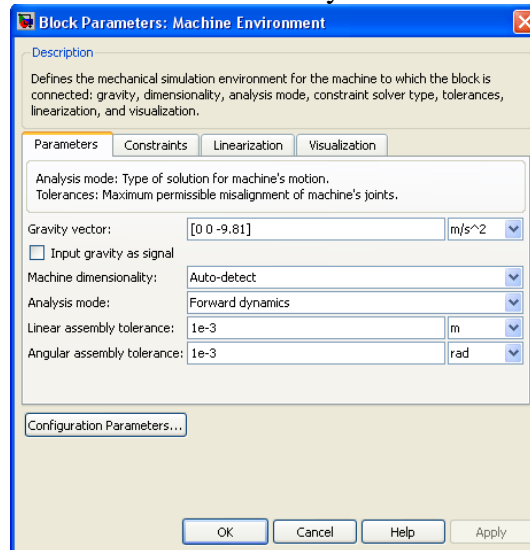 Block Parameters: Machine Environment
Description
Defines the mechanical simulation environment for the machine to which the block is
connected: gravity, dimensionality, analysis mode, constraint solver type, tolerances,
linearization, and visualization.
Parameters Constraints Linearization Visualization
Analysis mode: Type of solution for machine's motion.
Tolerances: Maximum permissible misalignment of machine's joints.
Gravity vector: [0 0 -9.81] m/s^2
Input gravity as signal
Machine dimensionality: Auto-detect
Analysis mode: Forward dynamics
Linear assembly tolerance: 1e-3 m
Angular assembly tolerance: 1e-3 rad
Configuration Parameters...
OK Cancel Help Apply